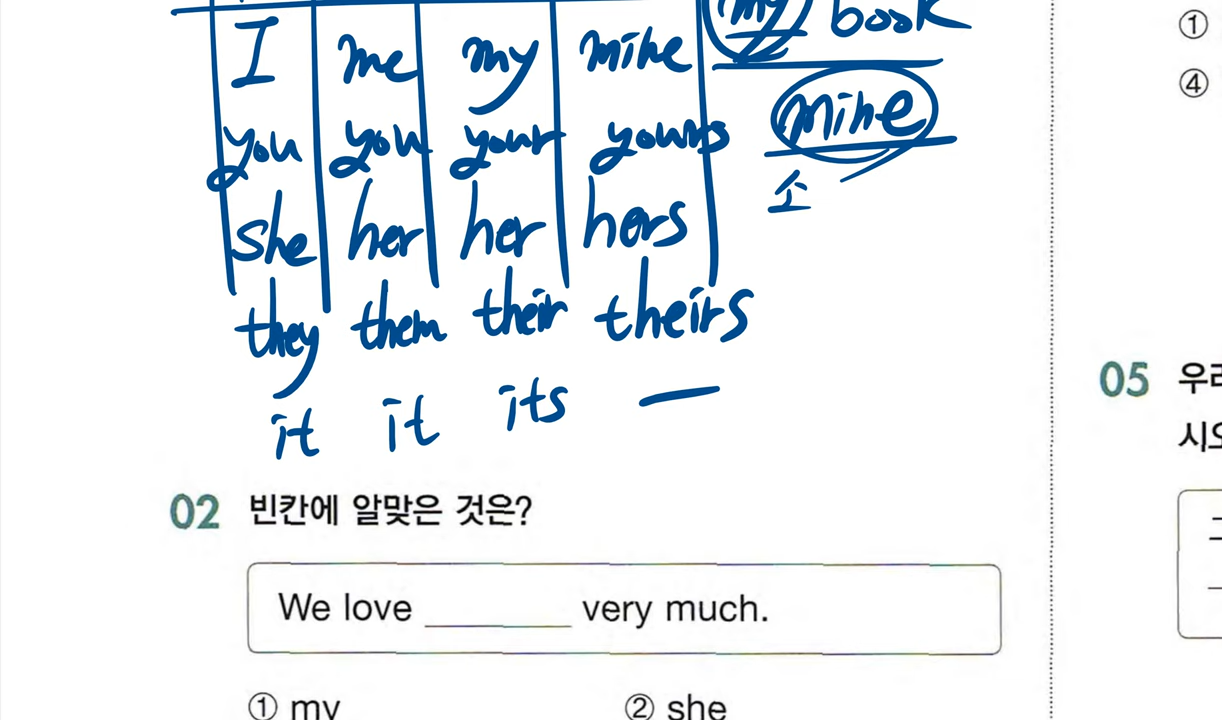 my book
I me my mine
mine
you you your yours
소
she her her hers
they them their theirs
it it its —
02 빈칸에 알맞은 것은?
We love ________ very much.
① my ② she
①
④
05